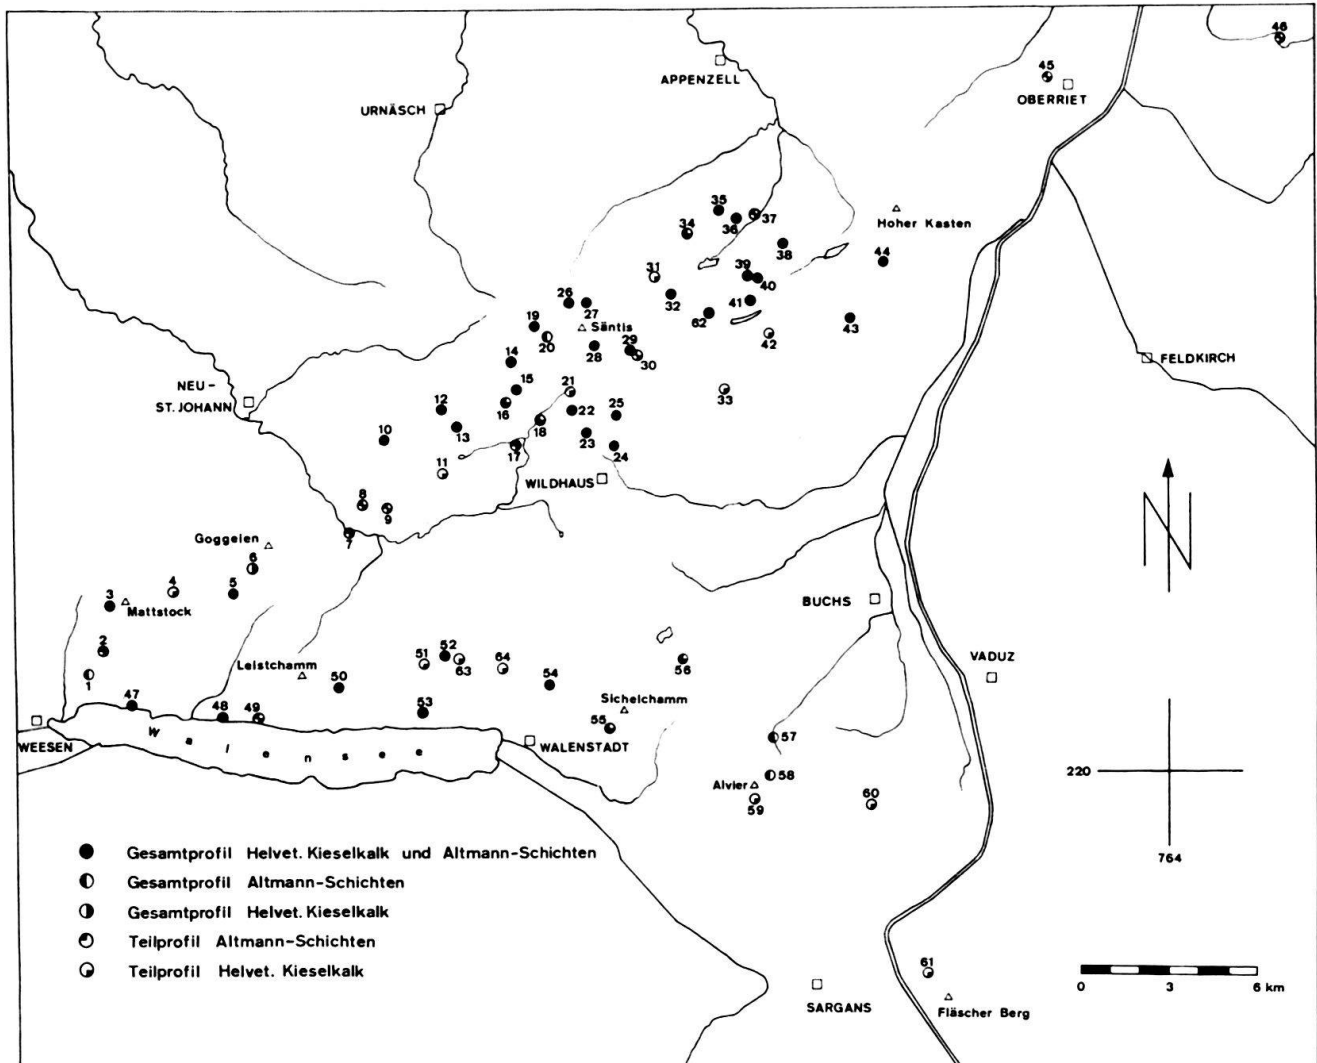 46
45
APPENZELL
OBERRIET
URNÄSCH
35
37
34
36
Hoher Kasten
38
44
31
39
40
32
26
27
41
62
43
19
Säntis
20
29
42
28
30
14
FELDKIRCH
NEU-
ST. JOHANN
15
21
33
12
16
22
25
18
13
10
23
17
24
11
WILDHAUS
8
9
Goggeien
7
6
4
5
3
Mattstock
BUCHS
2
52
51
63
64
Leistchamm
50
54
56
VADUZ
1
Sichelchamm
47
48
49
53
55
57
WEESEN
Walensee
WALENSTADT
58
220
Alvier
59
60
Gesamtprofil Helvet. Kieselkalk und Altmann-Schichten
764
Gesamtprofil Altmann-Schichten
Gesamtprofil Helvet. Kieselkalk
Teilprofil Altmann-Schichten
Teilprofil Helvet. Kieselkalk
61
0 3 6 km
SARGANS
Fläscher Berg
N